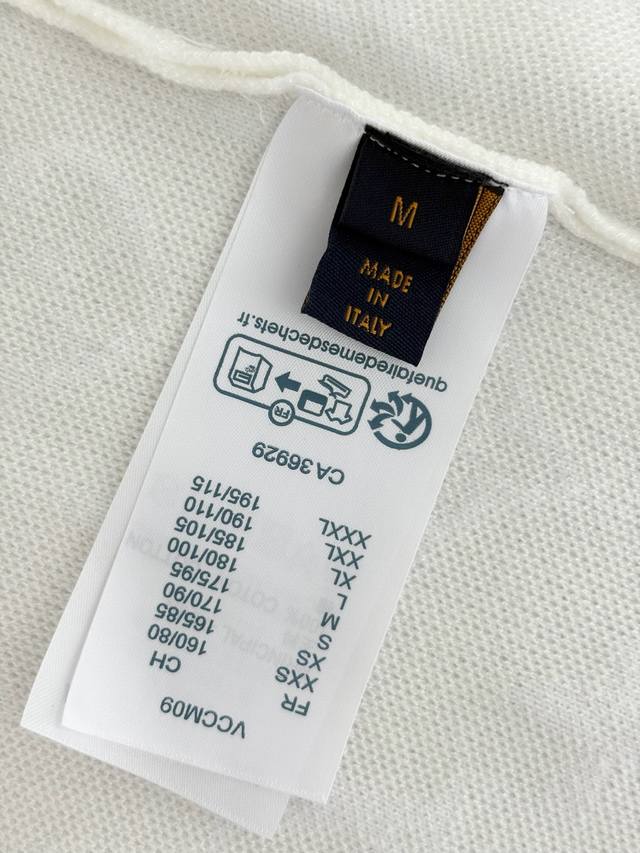 M
MADE
IN
ITALY
VCCM09
FR CH
XXS 160/80
XS 165/85
S 170/90
M 175/95
L 180/100
XL 185/105
XXL 190/110
XXXL 195/115
CA 36929
FR
quefairedemesdechets.fr